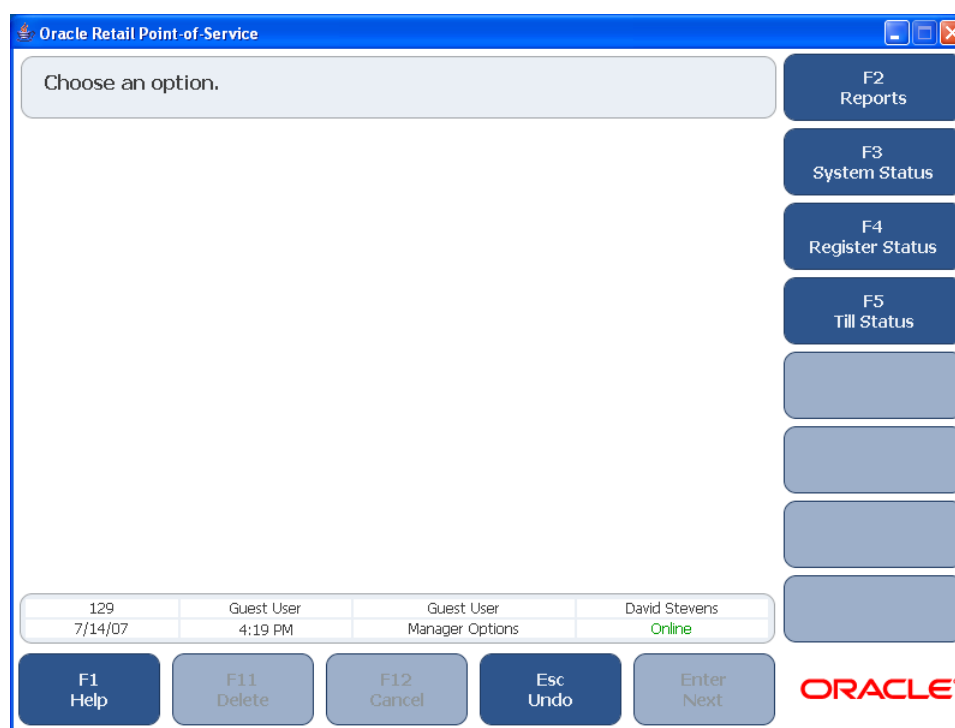 Oracle Retail Point-of-Service
Choose an option.
F2
Reports
F3
System Status
F4
Register Status
F5
Till Status
129 Guest User Guest User David Stevens
7/14/07 4:19 PM Manager Options Online
F1
Help
F11
Delete
F12
Cancel
Esc
Undo
Enter
Next
ORACLE